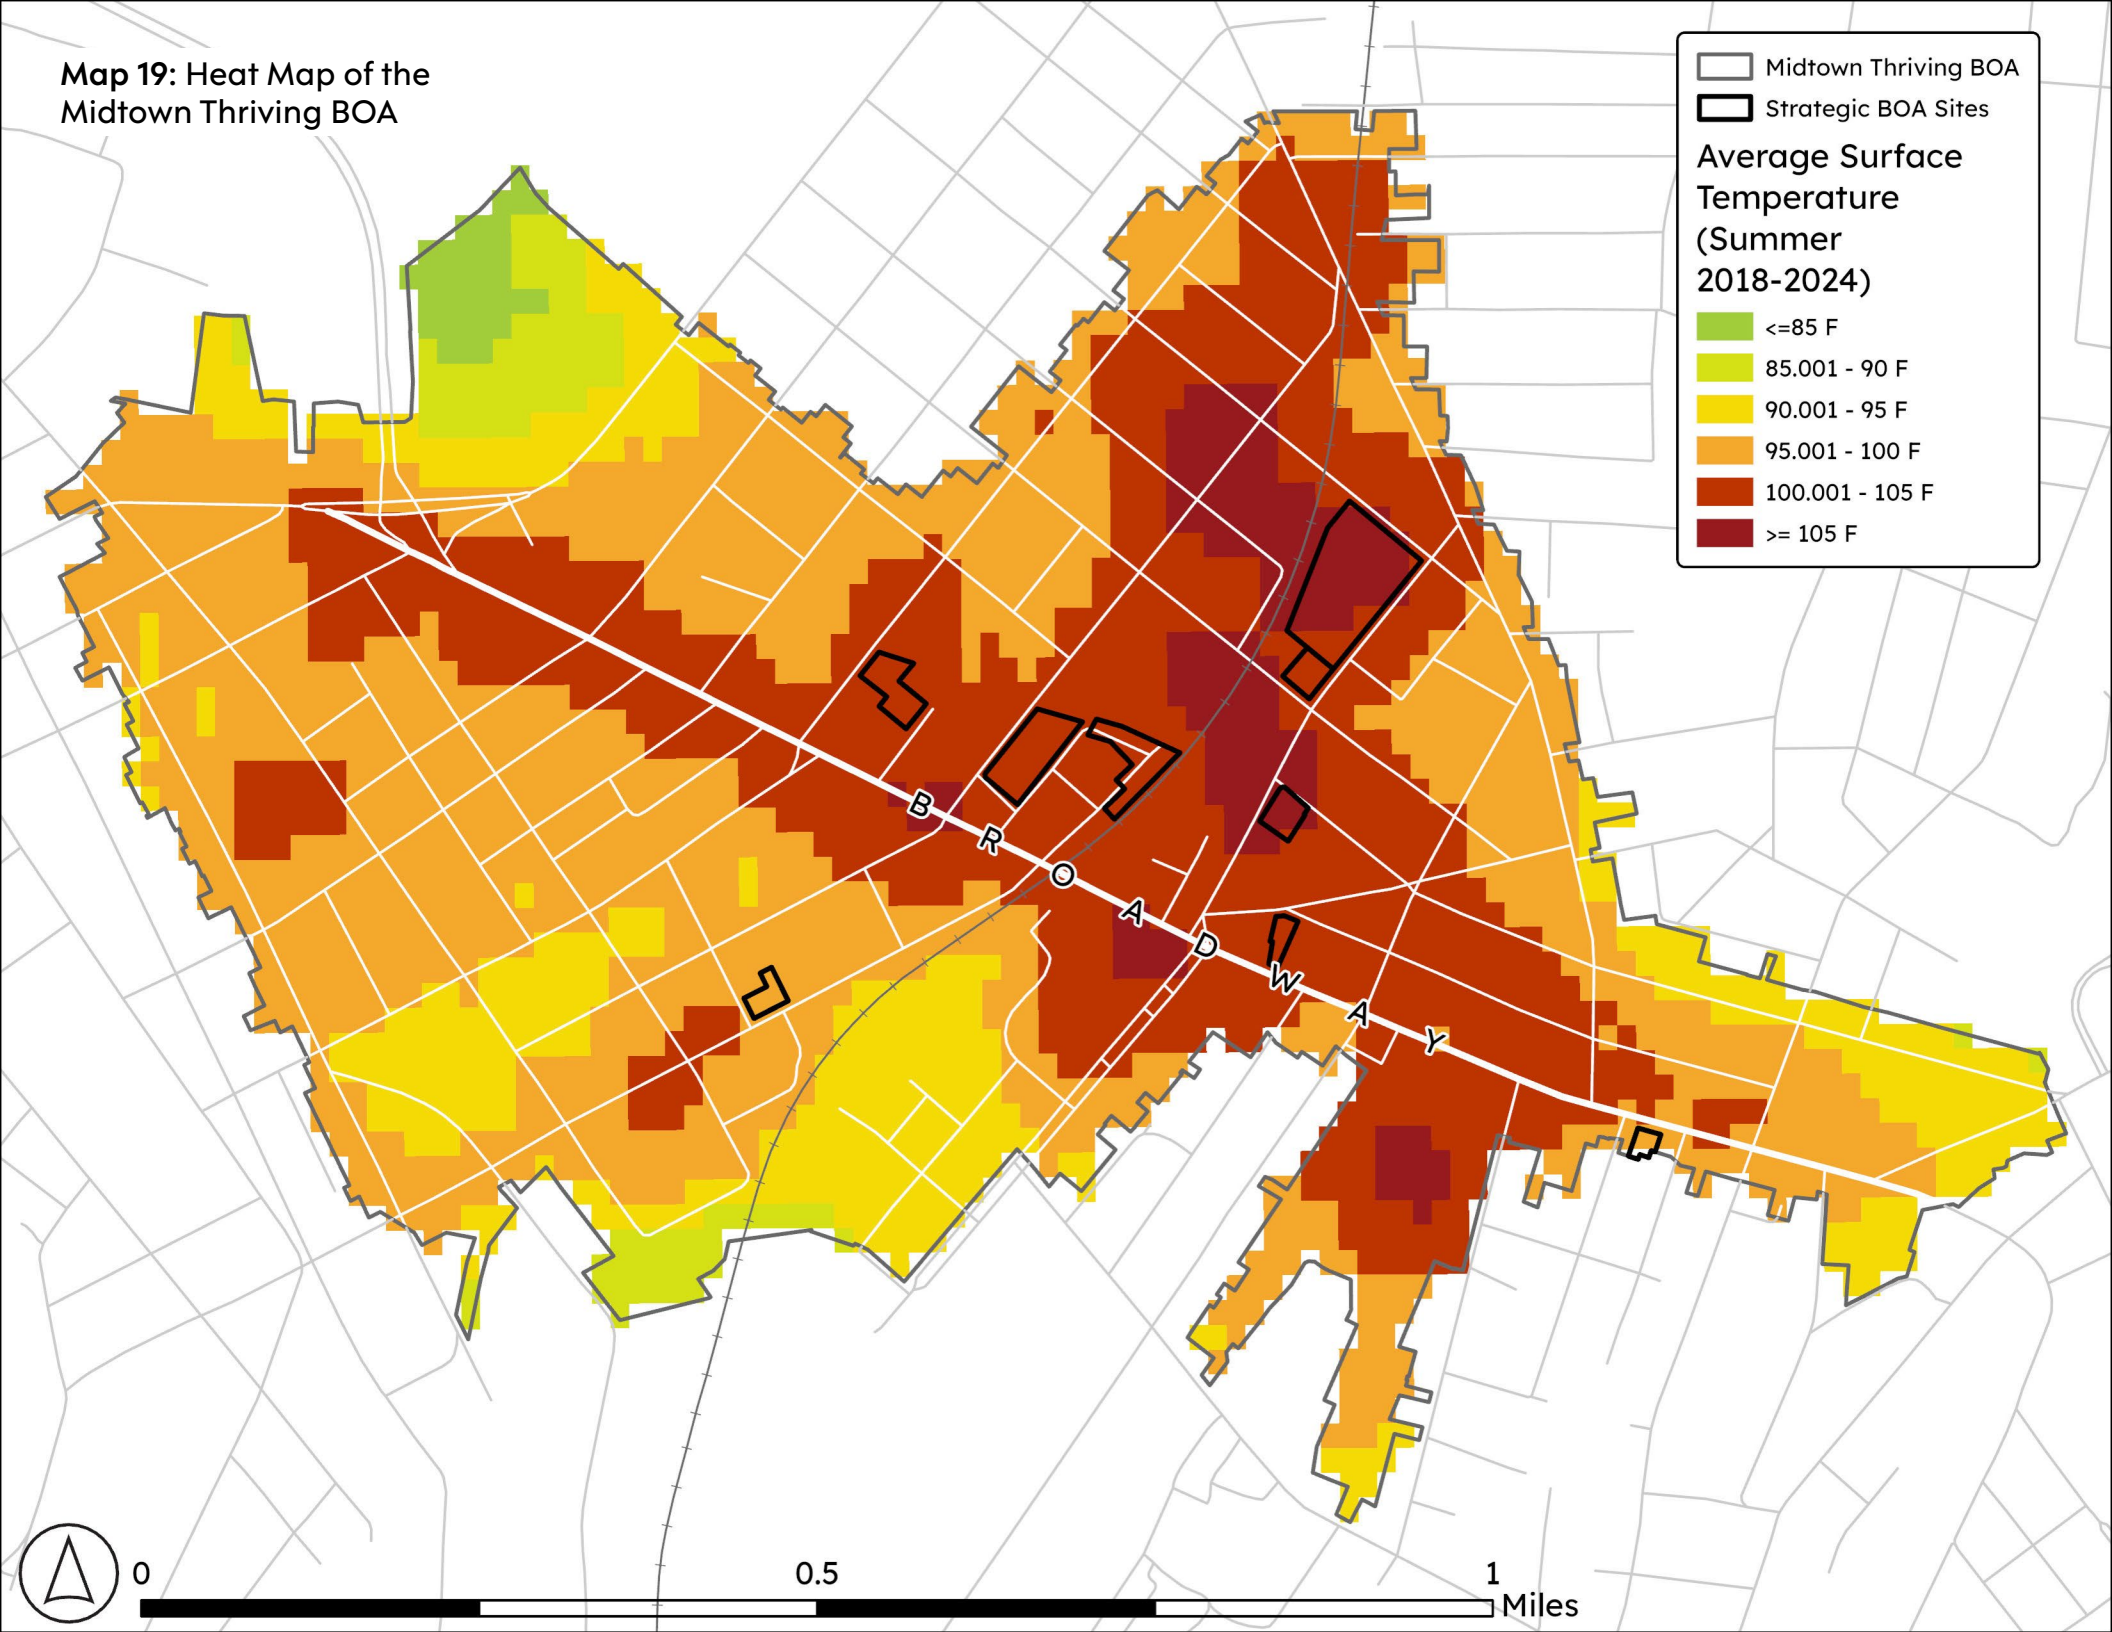 Map 19: Heat Map of the
Midtown Thriving BOA
Midtown Thriving BOA
Strategic BOA Sites
Average Surface
Temperature
(Summer
2018-2024)
<=85 F
85.001 - 90 F
90.001 - 95 F
95.001 - 100 F
100.001 - 105 F
>= 105 F
BROADWAY
0 0.5 1
Miles